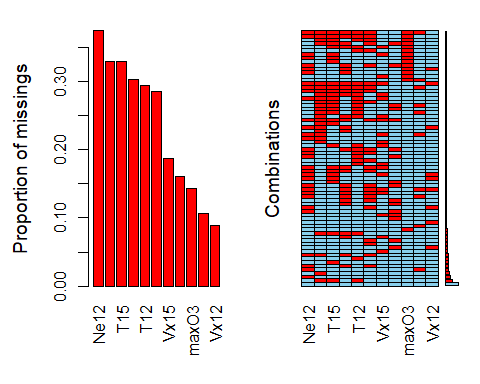 Proportion of missings
0.00
0.10
0.20
0.30
Ne12
T15
T12
Vx15
maxO3
Vx12
Combinations
Ne12
T15
T12
Vx15
maxO3
Vx12